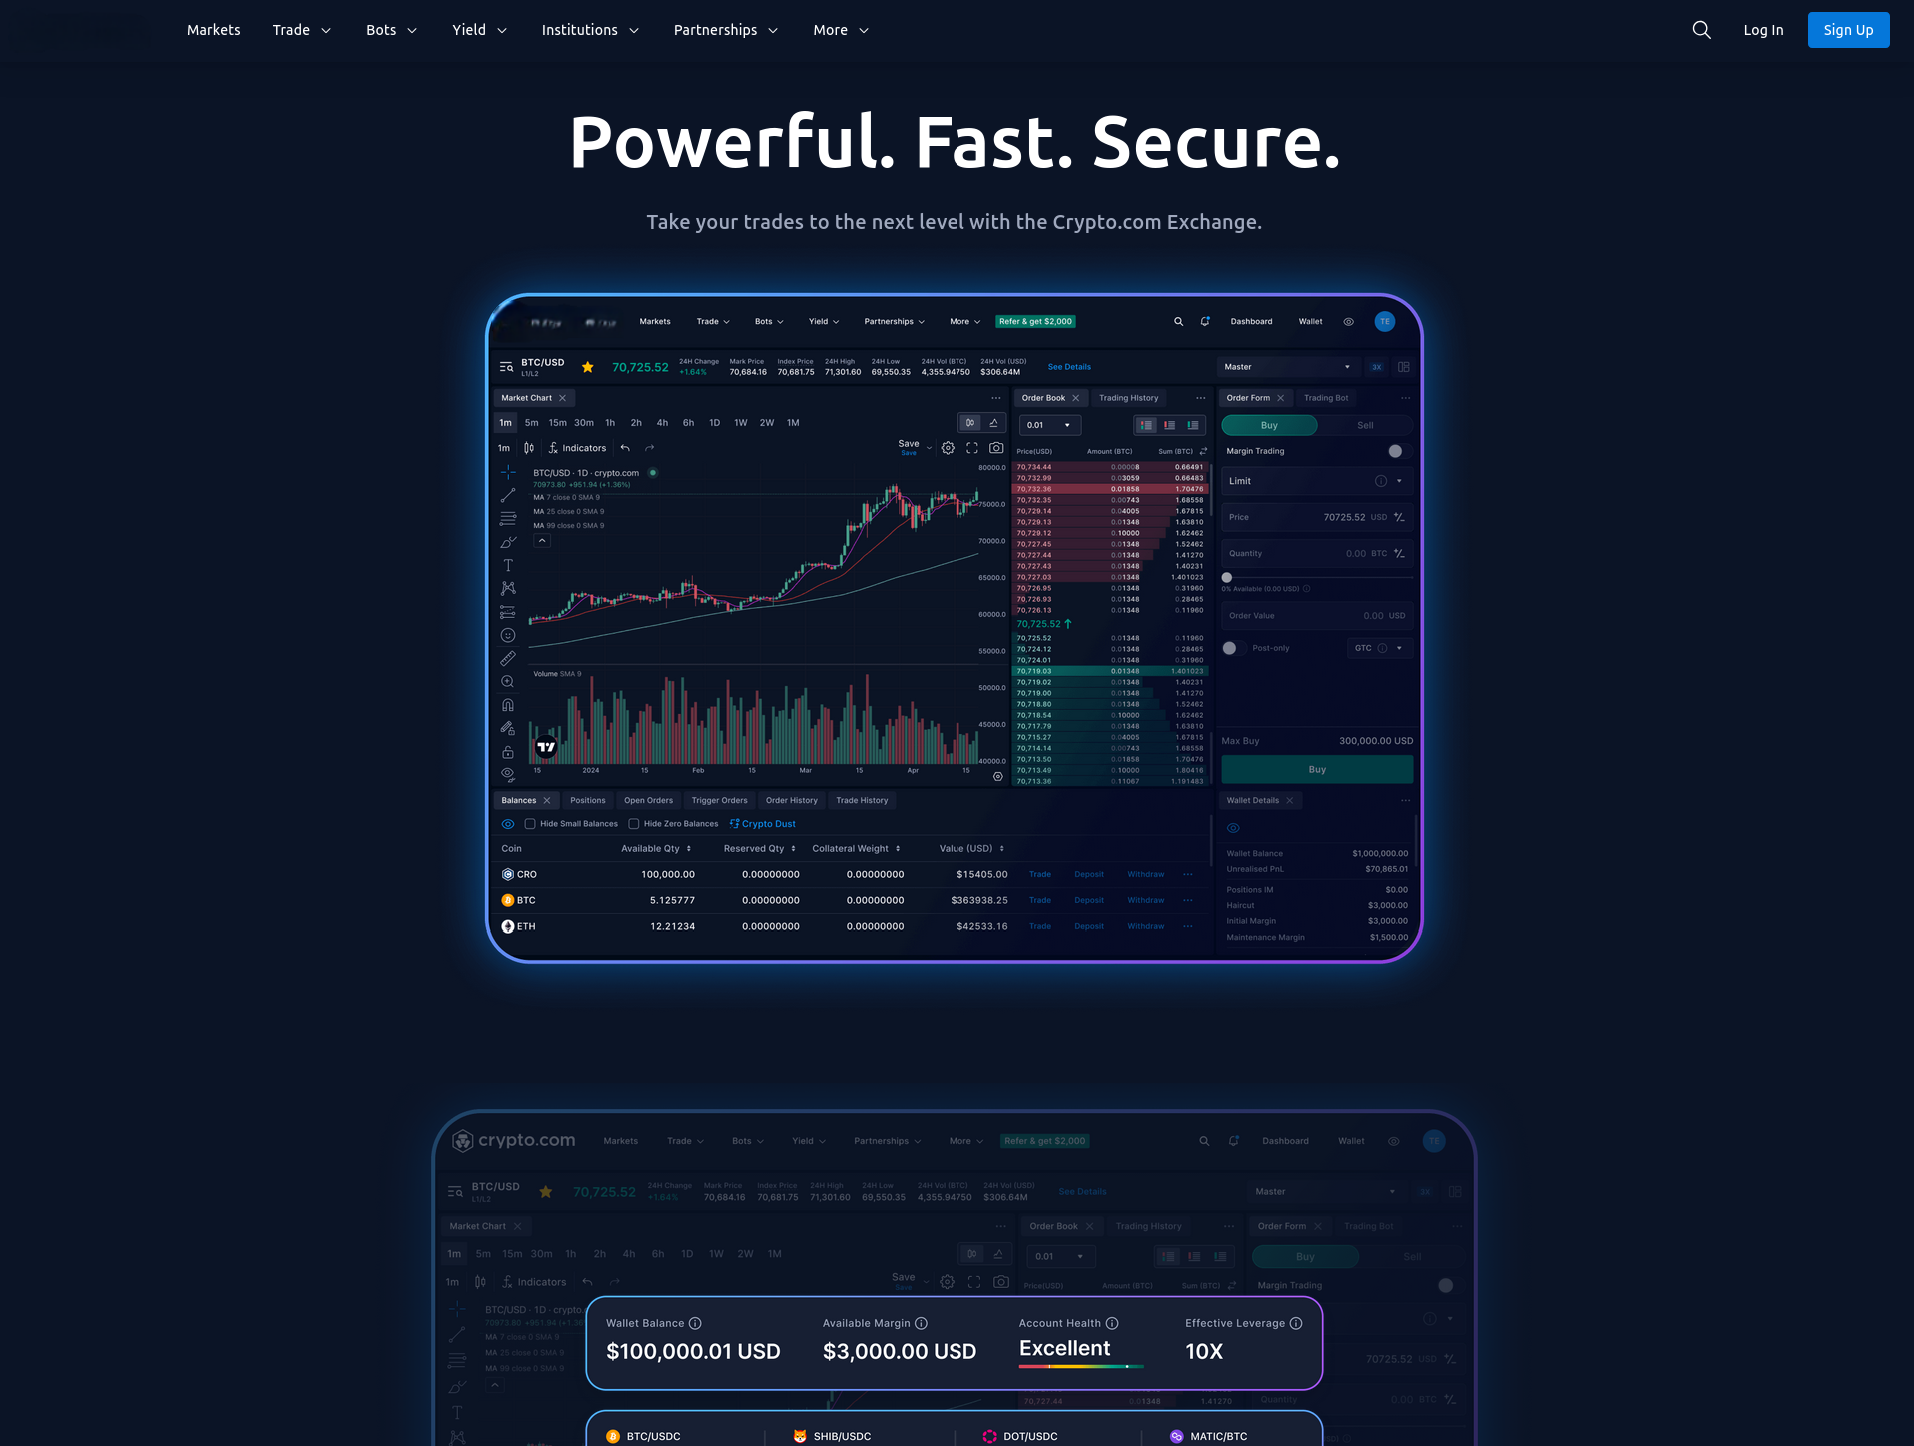 Markets Trade Bots Yield Institutions Partnerships More Log In Sign Up
Powerful. Fast. Secure.
Take your trades to the next level with the Crypto.com Exchange.
Markets Trade Bots Yield Partnerships More Refer & get $2,000 Dashboard Wallet TE
BTC/USD 70,725.52 24H Change Mark Price Index Price 24H High 24H Low 24H Vol (BTC) 24H Vol (USD) See Details Master 3X
L1/L2 +1.64% 70,684.16 70,681.75 71,301.60 69,550.35 4,355.94750 $306.64M
Market Chart Order Book Trading History Order Form Trading Bot
1m 5m 15m 30m 1h 2h 4h 6h 1D 1W 2W 1M 0.01 Buy Sell
1m Indicators Save
Save
Price(USD) Amount (BTC) Sum (BTC) Margin Trading
BTC/USD · 1D · crypto.com
70973.80 +951.94 (+1.36%)
MA 7 close 0 SMA 9
MA 25 close 0 SMA 9
MA 99 close 0 SMA 9
80000.0
75000.0
70000.0
65000.0
60000.0
55000.0
50000.0
45000.0
40000.0
Volume SMA 9
15 2024 15 Feb 15 Mar 15 Apr 15
70,734.44 0.00008 0.66491
70,732.99 0.03059 0.66483
70,732.36 0.01858 1.70476
70,732.35 0.00743 1.68558
70,729.14 0.04005 1.67815
70,729.13 0.01348 1.63810
70,729.12 0.10000 1.62462
70,727.45 0.01348 1.52462
70,727.44 0.01348 1.41270
70,727.43 0.01348 1.40231
70,727.03 0.01348 1.401023
70,726.95 0.01348 0.31960
70,726.93 0.01348 0.28465
70,726.13 0.01348 0.11960
70,725.52
70,725.52 0.01348 0.11960
70,724.12 0.01348 0.28465
70,724.01 0.01348 0.31960
70,719.03 0.01348 1.401023
70,719.02 0.01348 1.40231
70,719.00 0.01348 1.41270
70,718.80 0.01348 1.52462
70,718.54 0.10000 1.62462
70,717.79 0.01348 1.63810
70,715.27 0.04005 1.67815
70,714.14 0.00743 1.68558
70,713.50 0.01858 1.70476
70,713.49 0.10000 1.80416
70,713.36 0.11067 1.191483
Limit
Price 70725.52 USD
Quantity 0.00 BTC
0% Available (0.00 USD)
Order Value 0.00 USD
Post-only GTC
Max Buy 300,000.00 USD
Buy
Balances Positions Open Orders Trigger Orders Order History Trade History Wallet Details
Hide Small Balances Hide Zero Balances Crypto Dust
Coin Available Qty Reserved Qty Collateral Weight Value (USD)
CRO 100,000.00 0.00000000 0.00000000 $15405.00 Trade Deposit Withdraw
BTC 5.125777 0.00000000 0.00000000 $363938.25 Trade Deposit Withdraw
ETH 12.21234 0.00000000 0.00000000 $42533.16 Trade Deposit Withdraw
Wallet Balance $1,000,000.00
Unrealised PnL $70,865.01
Positions IM $0.00
Haircut $3,000.00
Initial Margin $3,000.00
Maintenance Margin $1,500.00
crypto.com Markets Trade Bots Yield Partnerships More Refer & get $2,000 Dashboard Wallet TE
BTC/USD 70,725.52 24H Change Mark Price Index Price 24H High 24H Low 24H Vol (BTC) 24H Vol (USD) See Details Master 3X
L1/L2 +1.64% 70,684.16 70,681.75 71,301.60 69,550.35 4,355.94750 $306.64M
Market Chart Order Book Trading History Order Form Trading Bot
1m 5m 15m 30m 1h 2h 4h 6h 1D 1W 2W 1M 0.01 Buy Sell
1m Indicators Save
Save
Price(USD) Amount (BTC) Sum (BTC) Margin Trading
BTC/USD · 1D · crypto.
70973.80 +951.94 (+1.36
MA 7 close 0 SMA 9
MA 25 close 0 SMA 9
MA 99 close 0 SMA 9
Wallet Balance Available Margin Account Health Effective Leverage
$100,000.01 USD $3,000.00 USD Excellent 10X
70725.52 USD
70,727.44 0.01348 1.41270 Quantity 0.00 BTC
BTC/USDC SHIB/USDC DOT/USDC MATIC/BTC